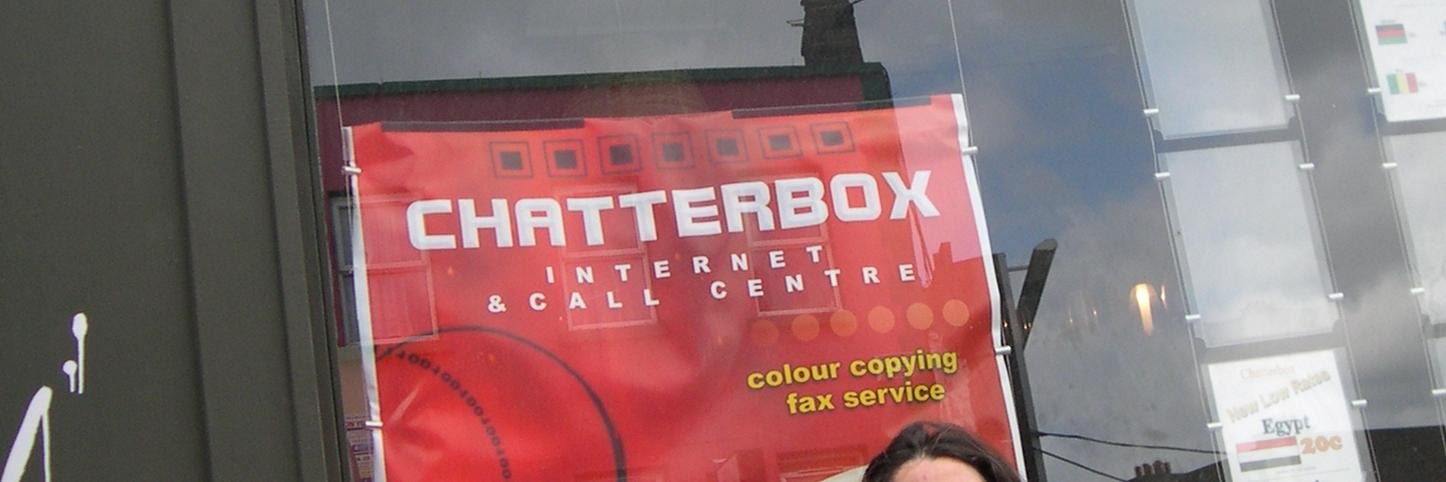 CHATTERBOX
INTERNET
& CALL CENTRE
colour copying
fax service
Chatterbox
New Low Rates
Egypt
20c